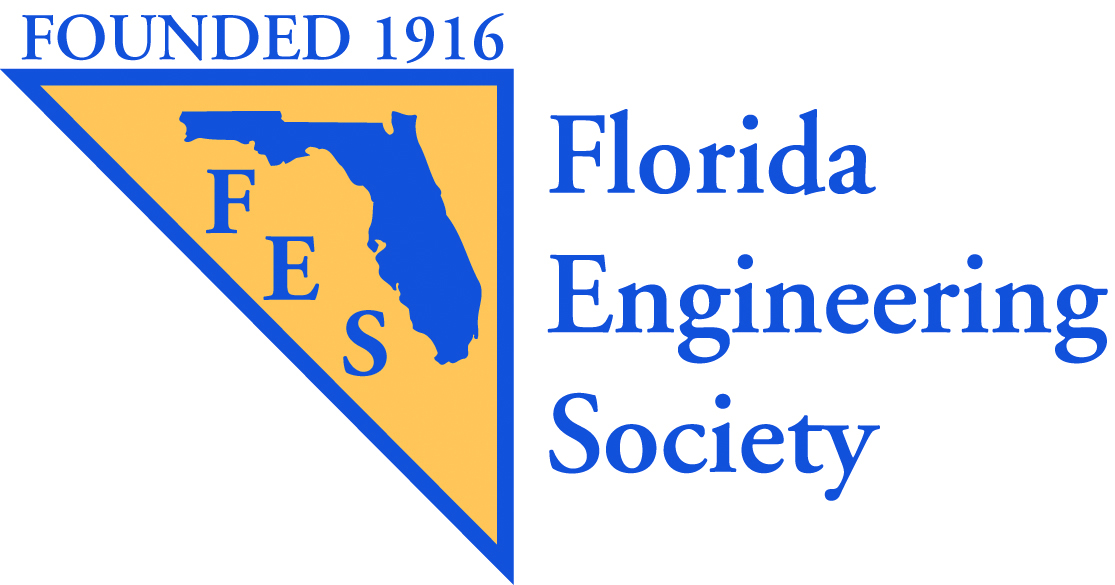 FOUNDED 1916
F
E
S
Florida
Engineering
Society